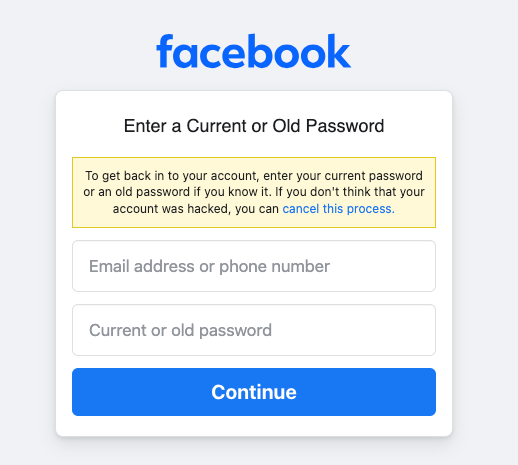 facebook
Enter a Current or Old Password
To get back in to your account, enter your current password
or an old password if you know it. If you don't think that your
account was hacked, you can cancel this process.
Email address or phone number
Current or old password
Continue